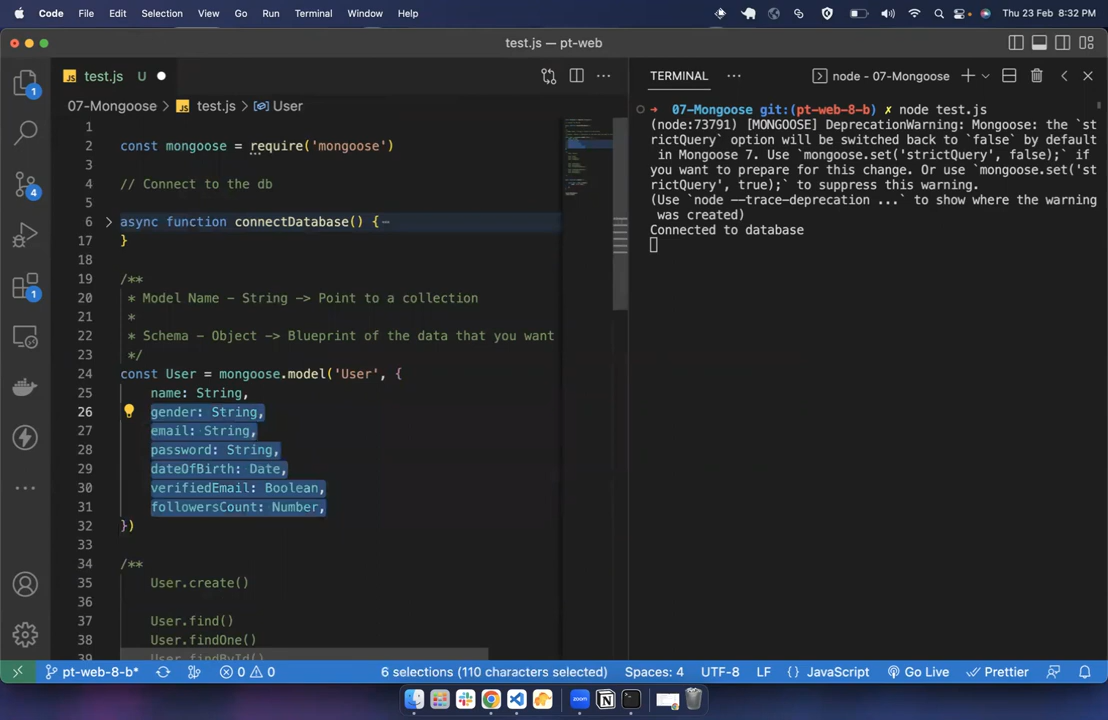 Code File Edit Selection View Go Run Terminal Window Help Thu 23 Feb 8:32 PM
test.js — pt-web
JS test.js U
TERMINAL ··· node - 07-Mongoose
07-Mongoose JS test.js User
1
2 const mongoose = require('mongoose')
3
4 // Connect to the db
5
6 async function connectDatabase() {
17 }
18
19 /**
20 * Model Name - String -> Point to a collection
21 *
22 * Schema - Object -> Blueprint of the data that you want
23 */
24 const User = mongoose.model('User', {
25 name: String,
26 gender: String,
27 email: String,
28 password: String,
29 dateOfBirth: Date,
30 verifiedEmail: Boolean,
31 followersCount: Number,
32 })
33
34 /**
35 User.create()
36
37 User.find()
38 User.findOne()
39 User.findById()
→ 07-Mongoose git:(pt-web-8-b) ✗ node test.js
(node:73791) [MONGOOSE] DeprecationWarning: Mongoose: the `st
rictQuery` option will be switched back to `false` by default
in Mongoose 7. Use `mongoose.set('strictQuery', false);` if
you want to prepare for this change. Or use `mongoose.set('s
trictQuery', true);` to suppress this warning.
(Use `node --trace-deprecation ...` to show where the warning
was created)
Connected to database
1
4
1
pt-web-8-b* 0 0 6 selections (110 characters selected) Spaces: 4 UTF-8 LF {} JavaScript Go Live Prettier
zoom